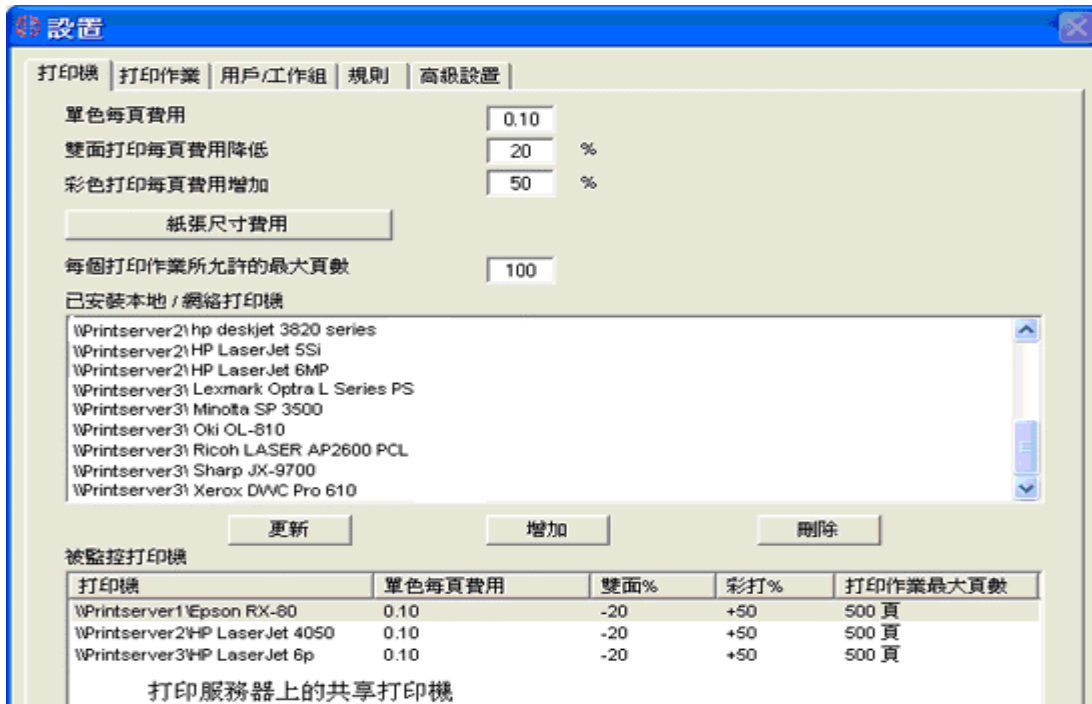 設置
打印機 打印作業 用戶/工作組 規則 高級設置
單色每頁費用 0.10
雙面打印每頁費用降低 20 %
彩色打印每頁費用增加 50 %
紙張尺寸費用
每個打印作業所允許的最大頁數 100
已安裝本地 / 網絡打印機
\\Printserver2\ hp deskjet 3820 series
\\Printserver2\ HP LaserJet 5Si
\\Printserver2\ HP LaserJet 6MP
\\Printserver3\ Lexmark Optra L Series PS
\\Printserver3\ Minolta SP 3500
\\Printserver3\ Oki OL-810
\\Printserver3\ Ricoh LASER AP2600 PCL
\\Printserver3\ Sharp JX-9700
\\Printserver3\ Xerox DWC Pro 610
更新 增加 刪除
被監控打印機
打印機 單色每頁費用 雙面% 彩打% 打印作業最大頁數
\\Printserver1\Epson RX-80 0.10 -20 +50 500 頁
\\Printserver2\HP LaserJet 4050 0.10 -20 +50 500 頁
\\Printserver3\HP LaserJet 6p 0.10 -20 +50 500 頁
打印服務器上的共享打印機